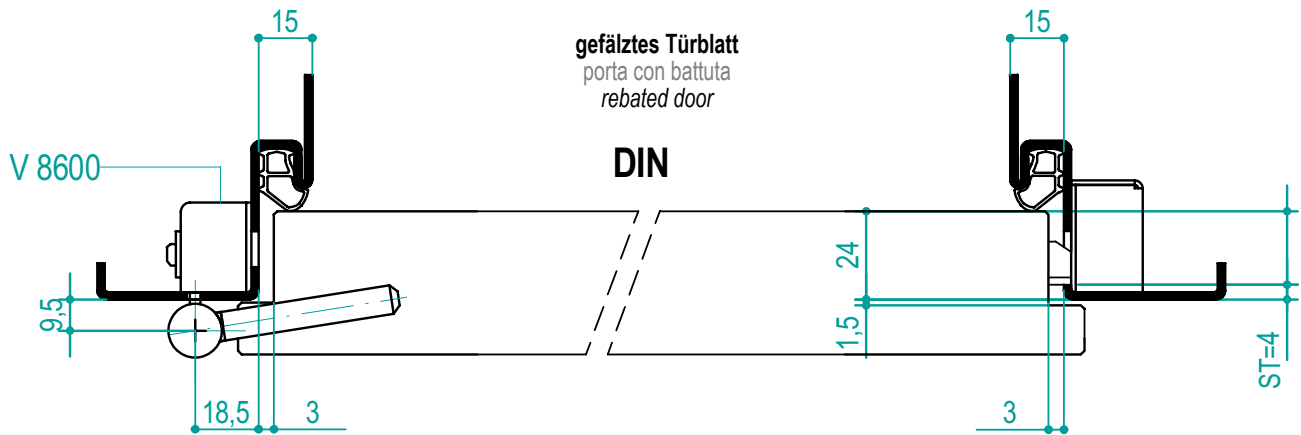 15
gefälztes Türblatt
porta con battuta
rebated door
15
V 8600
DIN
24
9,5
1,5
ST=4
18,5
3
3